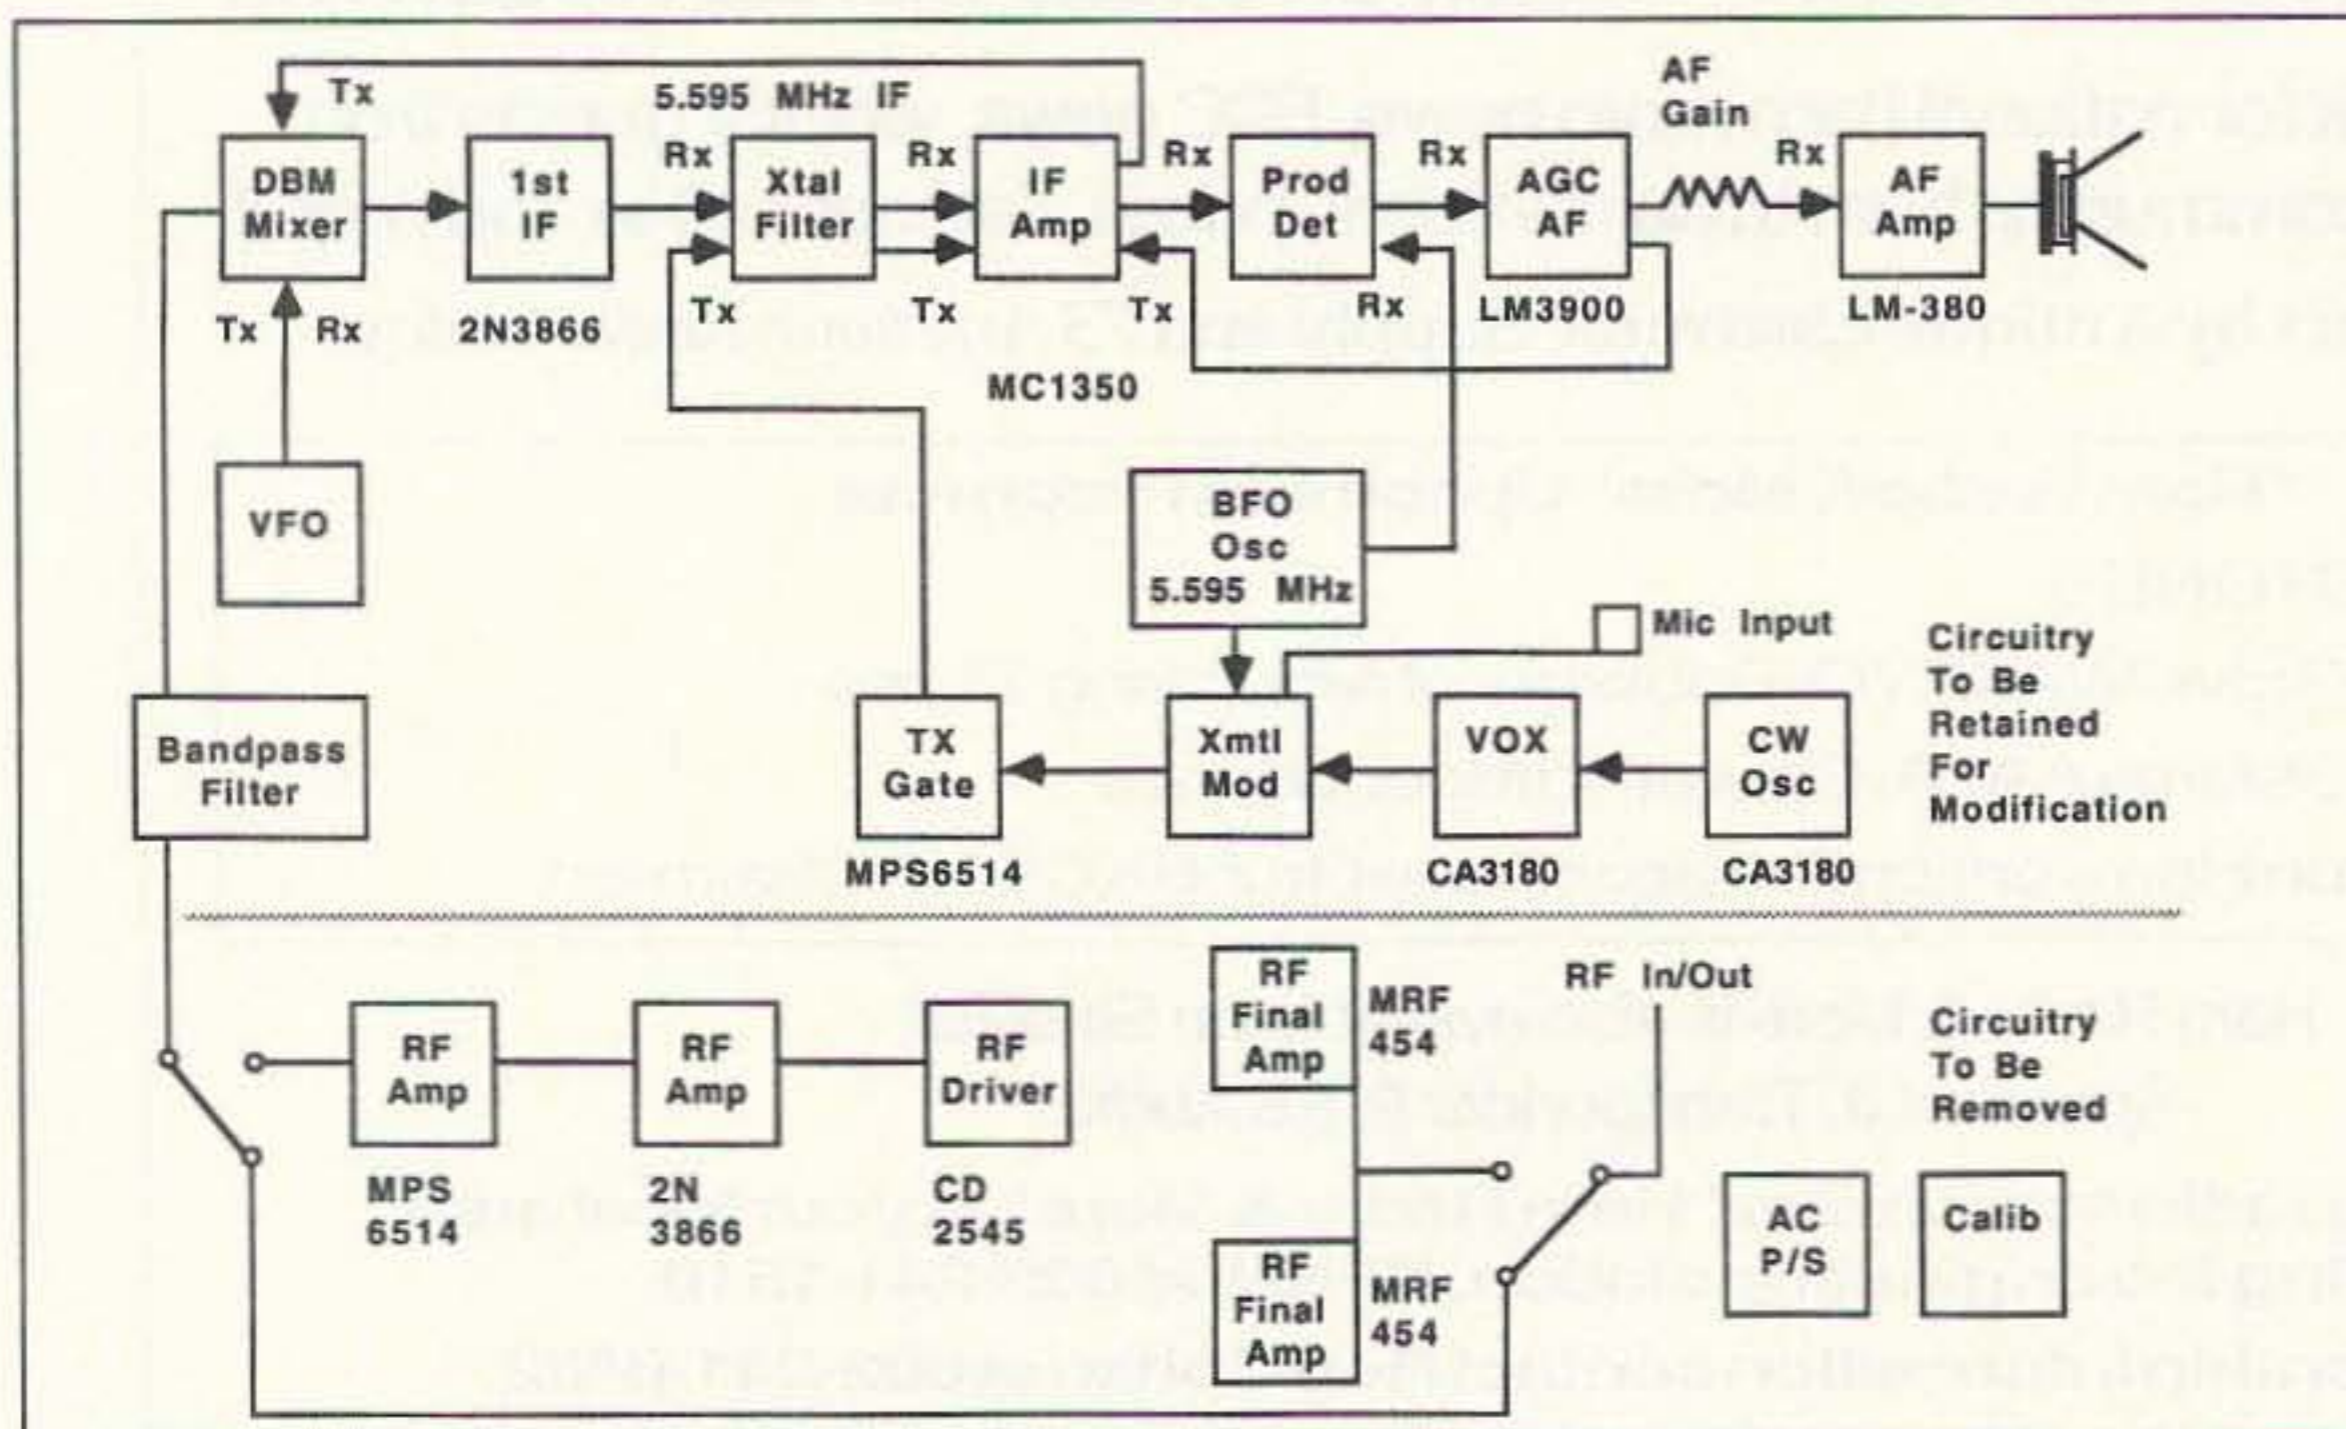 Tx
5.595 MHz IF
AF
Gain
DBM
Mixer
1st
IF
Rx
Xtal
Filter
Rx
IF
Amp
Rx
Prod
Det
Rx
AGC
AF
Rx
AF
Amp
Tx
Rx
2N3866
Tx
Tx
Tx
Rx
LM3900
LM-380
MC1350
VFO
BFO
Osc
5.595 MHz
Mic Input
Circuitry
To Be
Retained
For
Modification
Bandpass
Filter
TX
Gate
Xmtl
Mod
VOX
CW
Osc
MPS6514
CA3180
CA3180
RF
Final
Amp
MRF
454
RF In/Out
Circuitry
To Be
Removed
RF
Amp
RF
Amp
RF
Driver
MPS
6514
2N
3866
CD
2545
RF
Final
Amp
MRF
454
AC
P/S
Calib